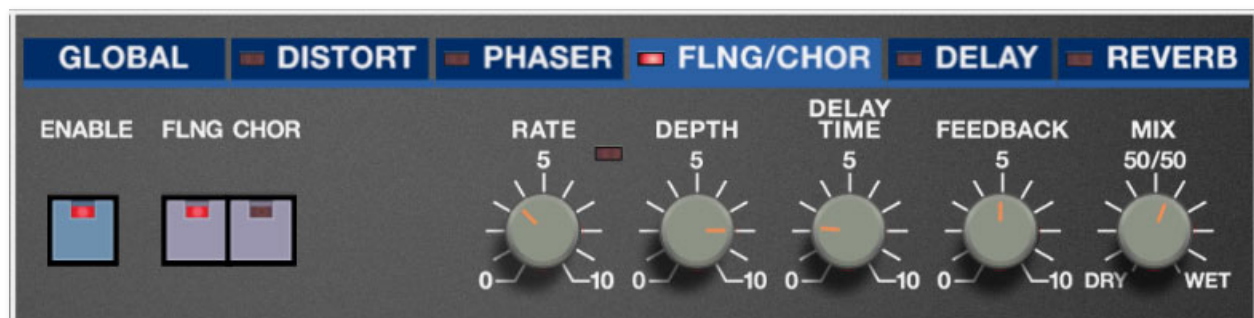 GLOBAL DISTORT PHASER FLNG/CHOR DELAY REVERB
ENABLE FLNG CHOR RATE DEPTH DELAY TIME FEEDBACK MIX
5 5 5 5 50/50
0 10 0 10 0 10 0 10 DRY WET